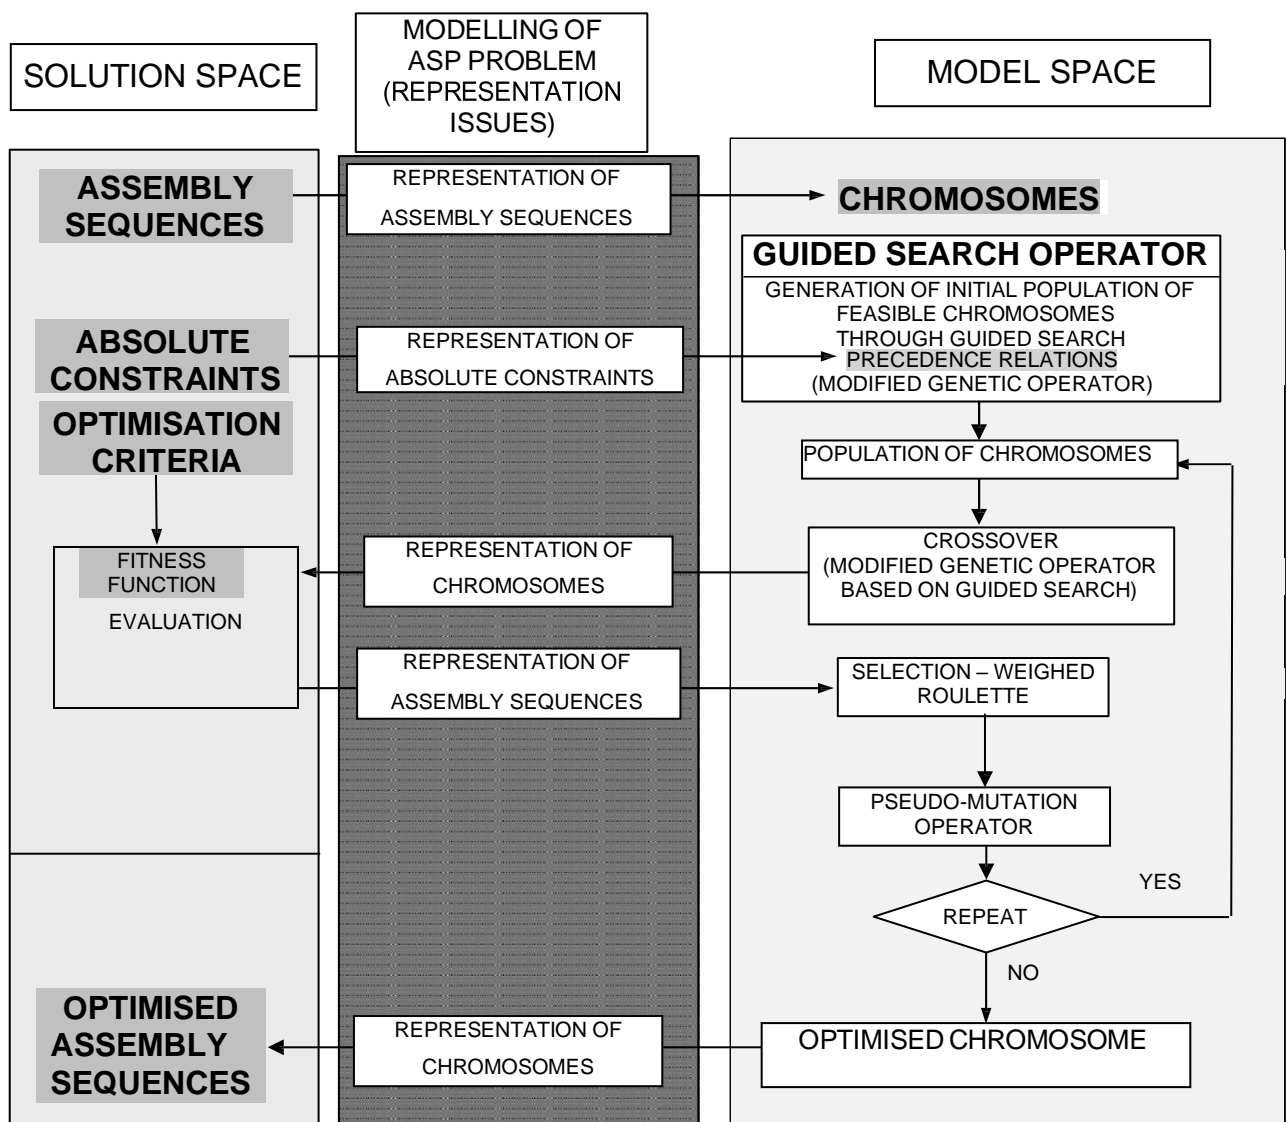 SOLUTION SPACE
MODELLING OF
ASP PROBLEM
(REPRESENTATION
ISSUES)
MODEL SPACE
ASSEMBLY
SEQUENCES
REPRESENTATION OF
ASSEMBLY SEQUENCES
CHROMOSOMES
GUIDED SEARCH OPERATOR
GENERATION OF INITIAL POPULATION OF
FEASIBLE CHROMOSOMES
THROUGH GUIDED SEARCH
PRECEDENCE RELATIONS
(MODIFIED GENETIC OPERATOR)
ABSOLUTE
CONSTRAINTS
REPRESENTATION OF
ABSOLUTE CONSTRAINTS
OPTIMISATION
CRITERIA
POPULATION OF CHROMOSOMES
FITNESS
FUNCTION
EVALUATION
REPRESENTATION OF
CHROMOSOMES
CROSSOVER
(MODIFIED GENETIC OPERATOR
BASED ON GUIDED SEARCH)
REPRESENTATION OF
ASSEMBLY SEQUENCES
SELECTION – WEIGHED
ROULETTE
PSEUDO-MUTATION
OPERATOR
YES
REPEAT
NO
OPTIMISED
ASSEMBLY
SEQUENCES
REPRESENTATION OF
CHROMOSOMES
OPTIMISED CHROMOSOME